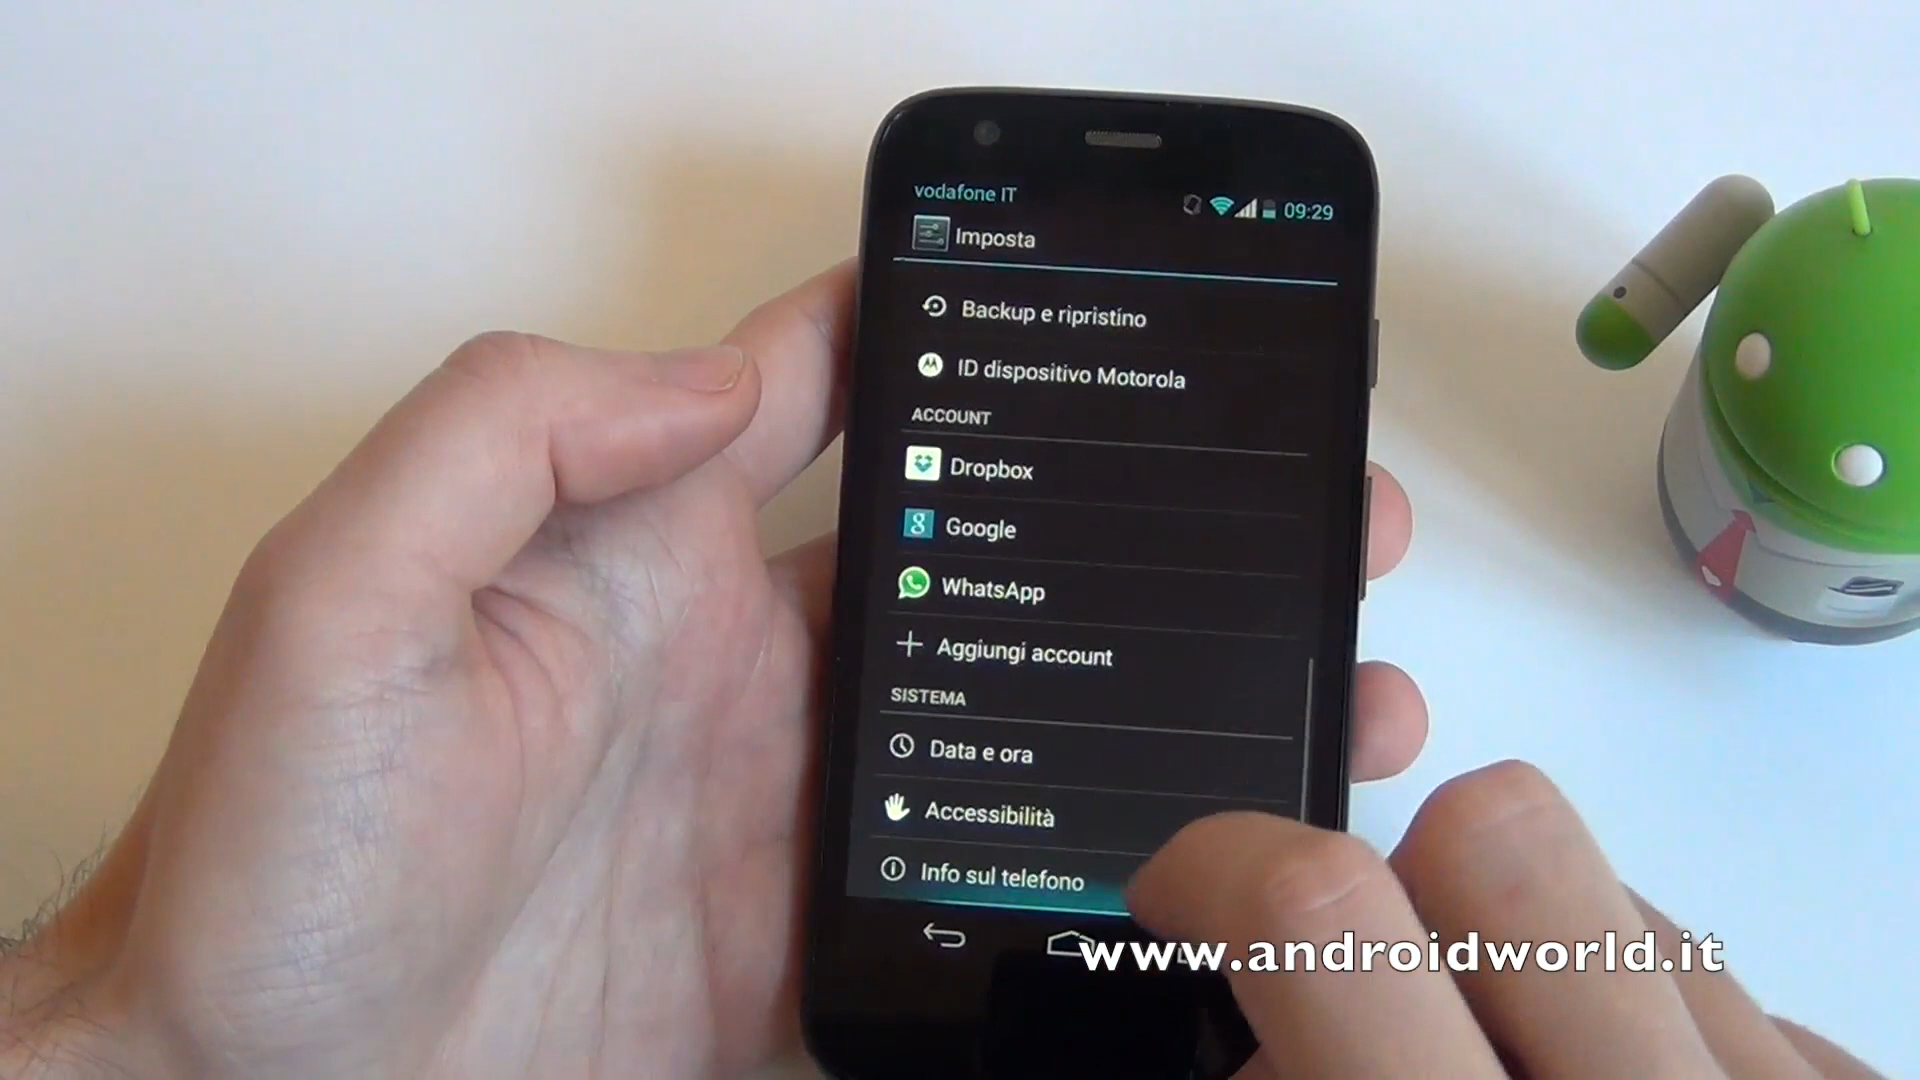 vodafone IT
09:29
Imposta
Backup e ripristino
ID dispositivo Motorola
ACCOUNT
Dropbox
Google
WhatsApp
Aggiungi account
SISTEMA
Data e ora
Accessibilità
Info sul telefono
www.androidworld.it